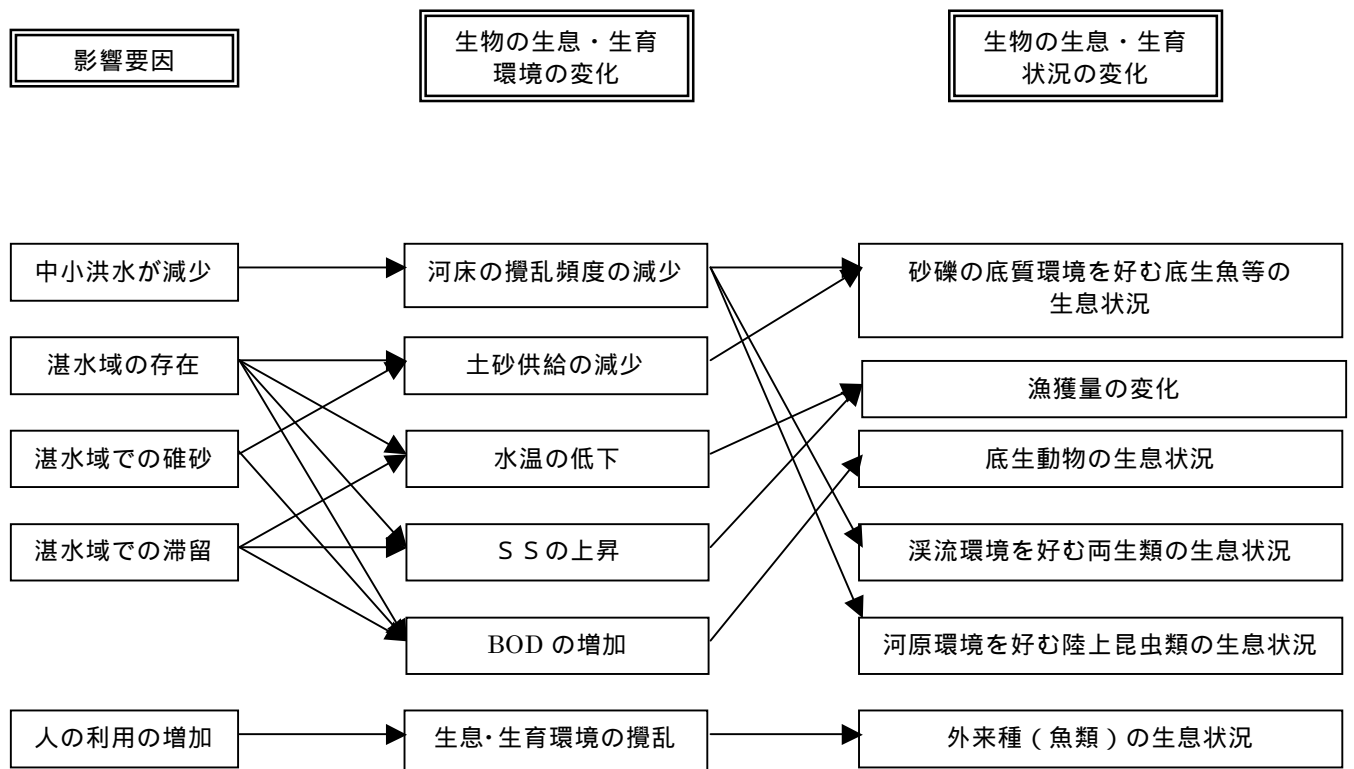 影響要因
生物の生息・生育
環境の変化
生物の生息・生育
状況の変化
中小洪水が減少
河床の攪乱頻度の減少
砂礫の底質環境を好む底生魚等の
生息状況
湛水域の存在
土砂供給の減少
漁獲量の変化
湛水域での碓砂
水温の低下
底生動物の生息状況
湛水域での滞留
ＳＳの上昇
渓流環境を好む両生類の生息状況
BOD の増加
河原環境を好む陸上昆虫類の生息状況
人の利用の増加
生息・生育環境の攪乱
外来種（魚類）の生息状況